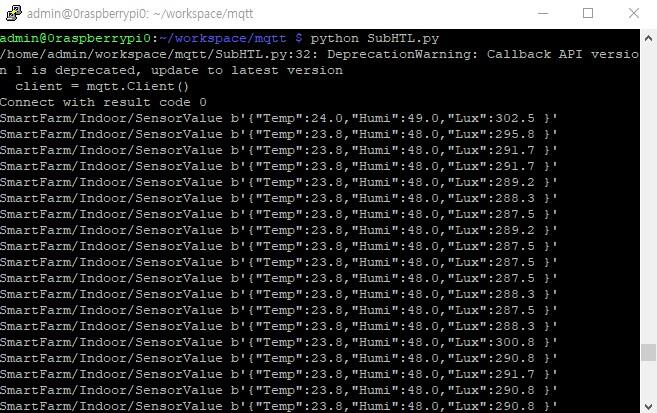 admin@0raspberrypi0: ~/workspace/mqtt
admin@0raspberrypi0:~/workspace/mqtt $ python SubHTL.py
/home/admin/workspace/mqtt/SubHTL.py:32: DeprecationWarning: Callback API versio
n 1 is deprecated, update to latest version
  client = mqtt.Client()
Connect with result code 0
SmartFarm/Indoor/SensorValue b'{"Temp":24.0,"Humi":49.0,"Lux":302.5 }'
SmartFarm/Indoor/SensorValue b'{"Temp":23.8,"Humi":48.0,"Lux":295.8 }'
SmartFarm/Indoor/SensorValue b'{"Temp":23.8,"Humi":48.0,"Lux":291.7 }'
SmartFarm/Indoor/SensorValue b'{"Temp":23.8,"Humi":48.0,"Lux":291.7 }'
SmartFarm/Indoor/SensorValue b'{"Temp":23.8,"Humi":48.0,"Lux":289.2 }'
SmartFarm/Indoor/SensorValue b'{"Temp":23.8,"Humi":48.0,"Lux":288.3 }'
SmartFarm/Indoor/SensorValue b'{"Temp":23.8,"Humi":48.0,"Lux":287.5 }'
SmartFarm/Indoor/SensorValue b'{"Temp":23.8,"Humi":48.0,"Lux":289.2 }'
SmartFarm/Indoor/SensorValue b'{"Temp":23.8,"Humi":48.0,"Lux":287.5 }'
SmartFarm/Indoor/SensorValue b'{"Temp":23.8,"Humi":48.0,"Lux":287.5 }'
SmartFarm/Indoor/SensorValue b'{"Temp":23.8,"Humi":48.0,"Lux":287.5 }'
SmartFarm/Indoor/SensorValue b'{"Temp":23.8,"Humi":48.0,"Lux":288.3 }'
SmartFarm/Indoor/SensorValue b'{"Temp":23.8,"Humi":48.0,"Lux":287.5 }'
SmartFarm/Indoor/SensorValue b'{"Temp":23.8,"Humi":48.0,"Lux":288.3 }'
SmartFarm/Indoor/SensorValue b'{"Temp":23.8,"Humi":48.0,"Lux":300.8 }'
SmartFarm/Indoor/SensorValue b'{"Temp":23.8,"Humi":48.0,"Lux":290.8 }'
SmartFarm/Indoor/SensorValue b'{"Temp":23.8,"Humi":48.0,"Lux":291.7 }'
SmartFarm/Indoor/SensorValue b'{"Temp":23.8,"Humi":48.0,"Lux":290.8 }'
SmartFarm/Indoor/SensorValue b'{"Temp":23.8,"Humi":48.0,"Lux":290.8 }'